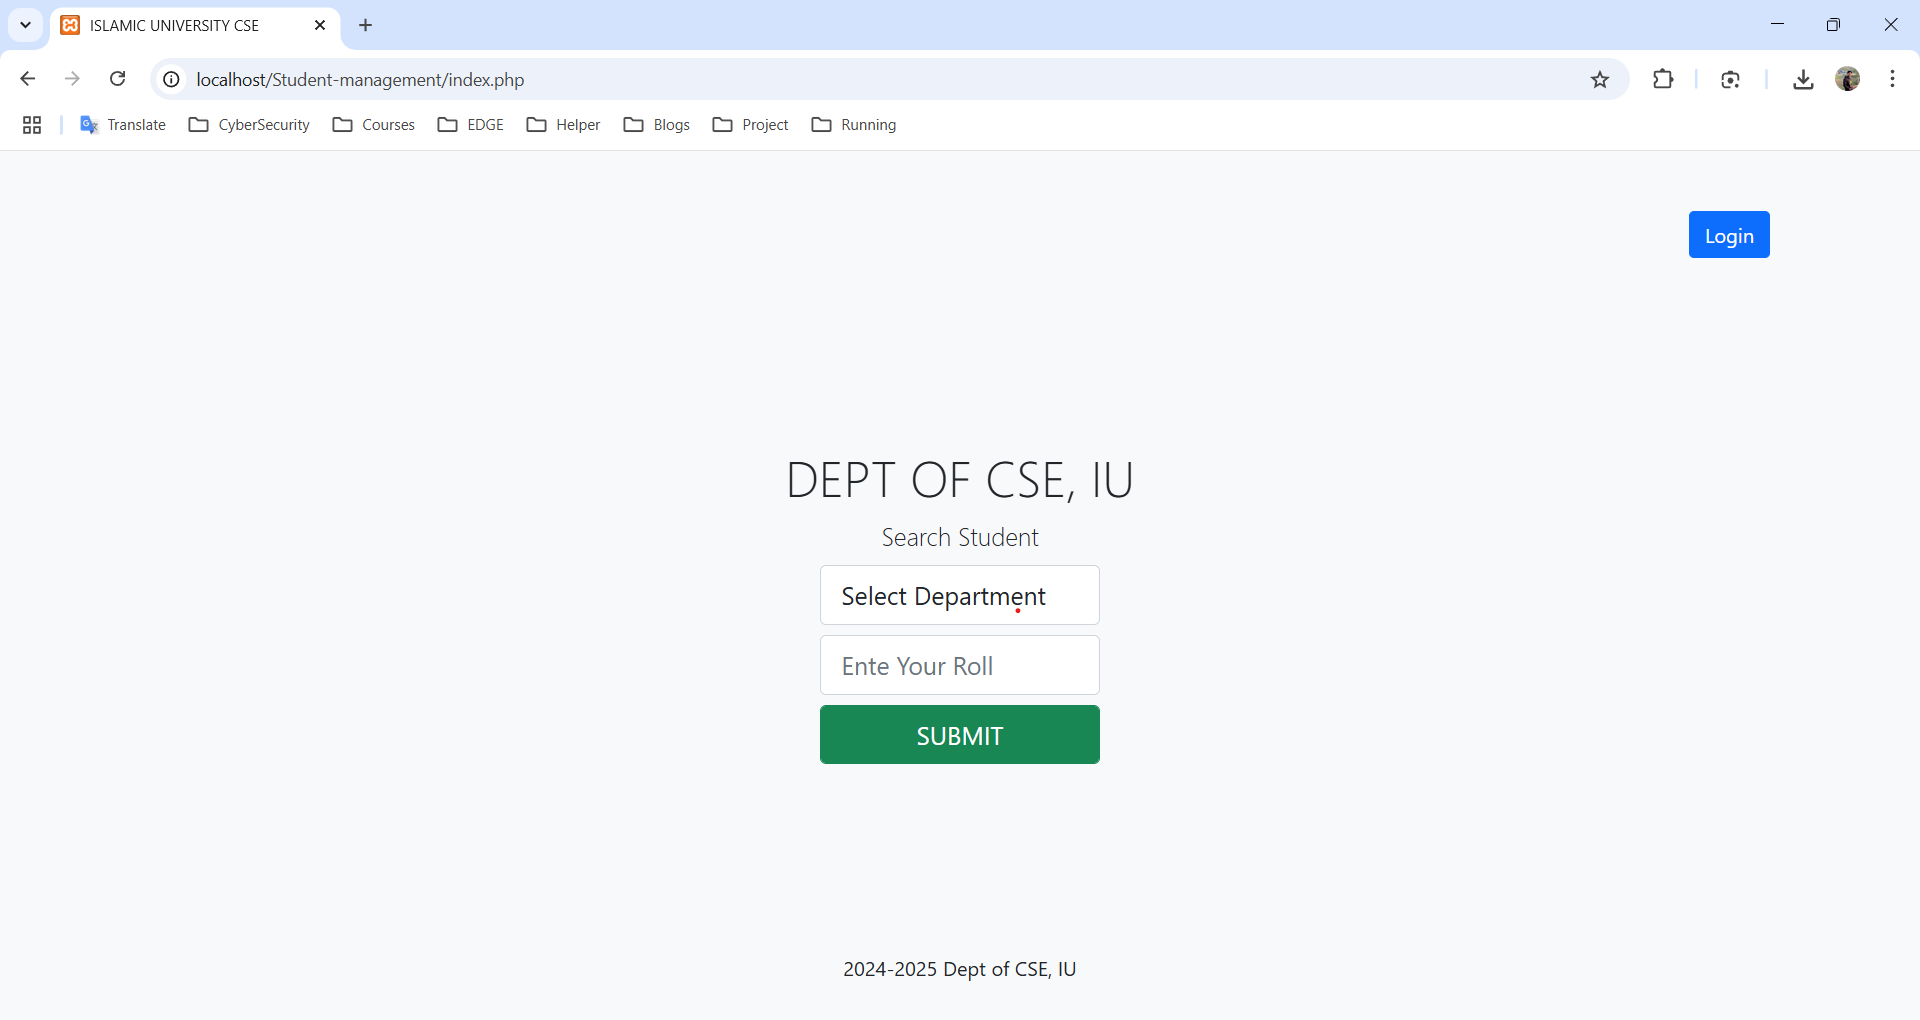 ISLAMIC UNIVERSITY CSE
localhost/Student-management/index.php
Translate CyberSecurity Courses EDGE Helper Blogs Project Running
Login
DEPT OF CSE, IU
Search Student
Select Department
Ente Your Roll
SUBMIT
2024-2025 Dept of CSE, IU